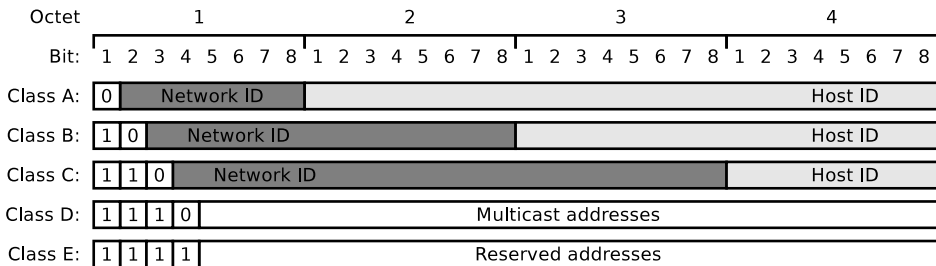 Octet 1 2 3 4
Bit: 1 2 3 4 5 6 7 8 1 2 3 4 5 6 7 8 1 2 3 4 5 6 7 8 1 2 3 4 5 6 7 8
Class A: 0 Network ID Host ID
Class B: 1 0 Network ID Host ID
Class C: 1 1 0 Network ID Host ID
Class D: 1 1 1 0 Multicast addresses
Class E: 1 1 1 1 Reserved addresses